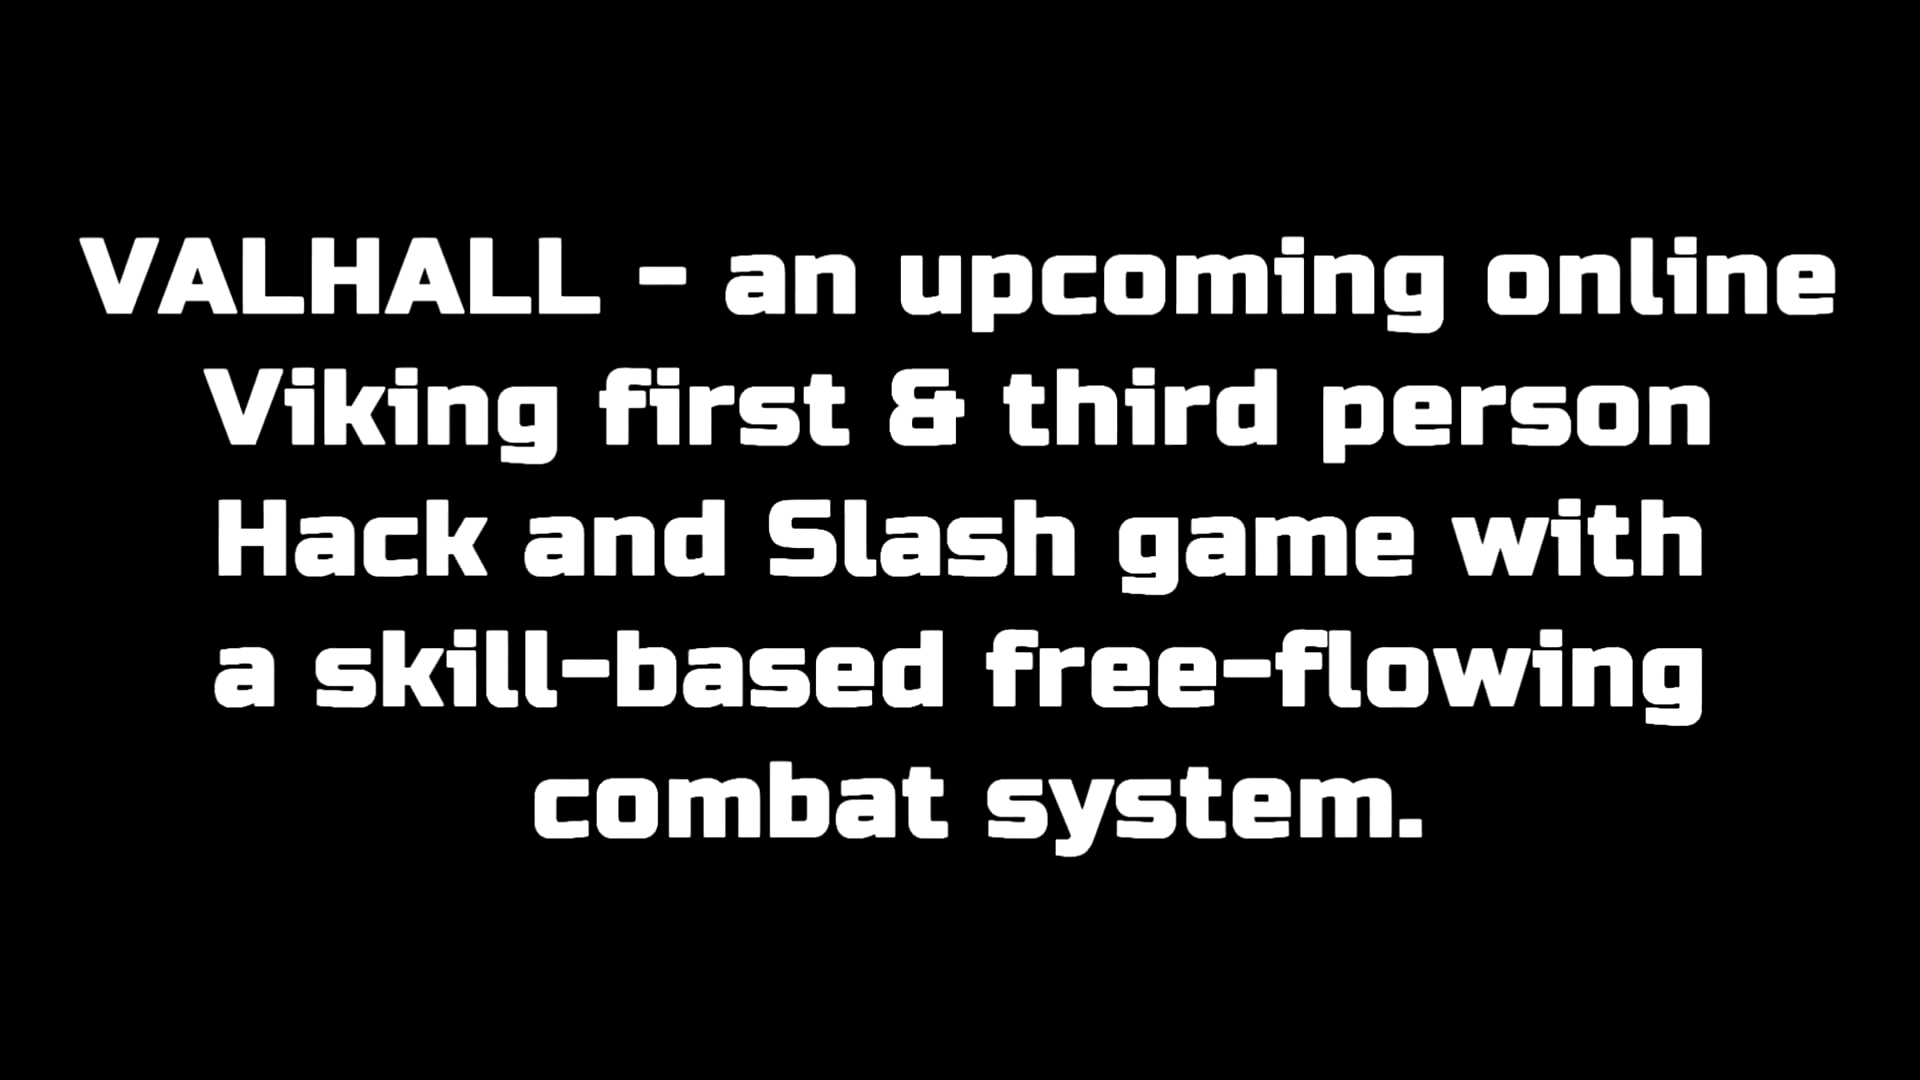 VALHALL - an upcoming online
Viking first & third person
Hack and Slash game with
a skill-based free-flowing
combat system.